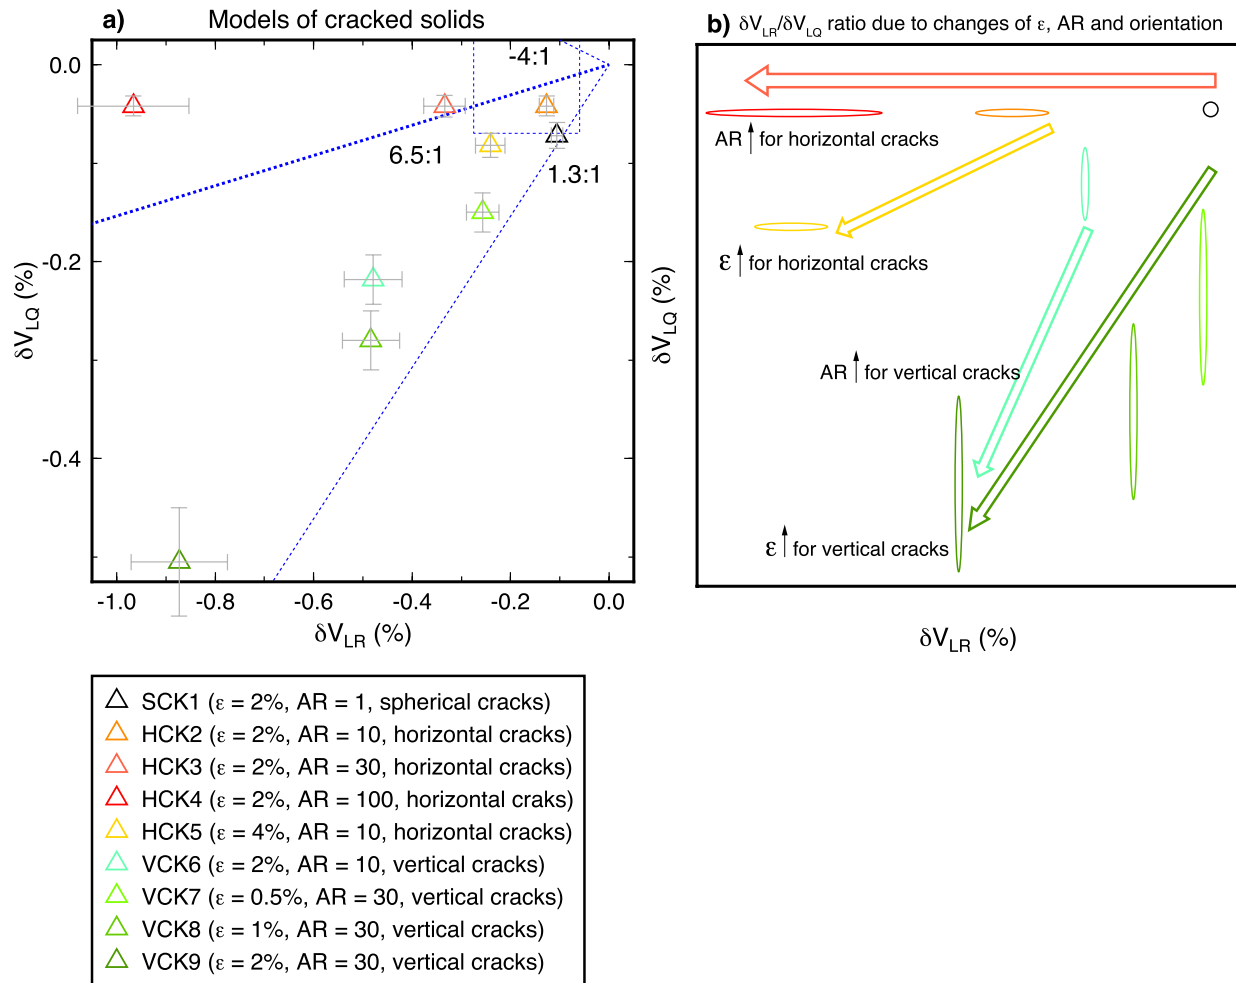 a) Models of cracked solids
0.0
-0.2
-0.4
δVLQ (%)
-4:1
6.5:1
1.3:1
-1.0 -0.8 -0.6 -0.4 -0.2 0.0
δVLR (%)
b) δVLR/δVLQ ratio due to changes of ε, AR and orientation
AR ↑ for horizontal cracks
ε ↑ for horizontal cracks
AR ↑ for vertical cracks
ε ↑ for vertical cracks
δVLQ (%)
δVLR (%)
SCK1 (ε = 2%, AR = 1, spherical cracks)
HCK2 (ε = 2%, AR = 10, horizontal cracks)
HCK3 (ε = 2%, AR = 30, horizontal cracks)
HCK4 (ε = 2%, AR = 100, horizontal craks)
HCK5 (ε = 4%, AR = 10, horizontal cracks)
VCK6 (ε = 2%, AR = 10, vertical cracks)
VCK7 (ε = 0.5%, AR = 30, vertical cracks)
VCK8 (ε = 1%, AR = 30, vertical cracks)
VCK9 (ε = 2%, AR = 30, vertical cracks)